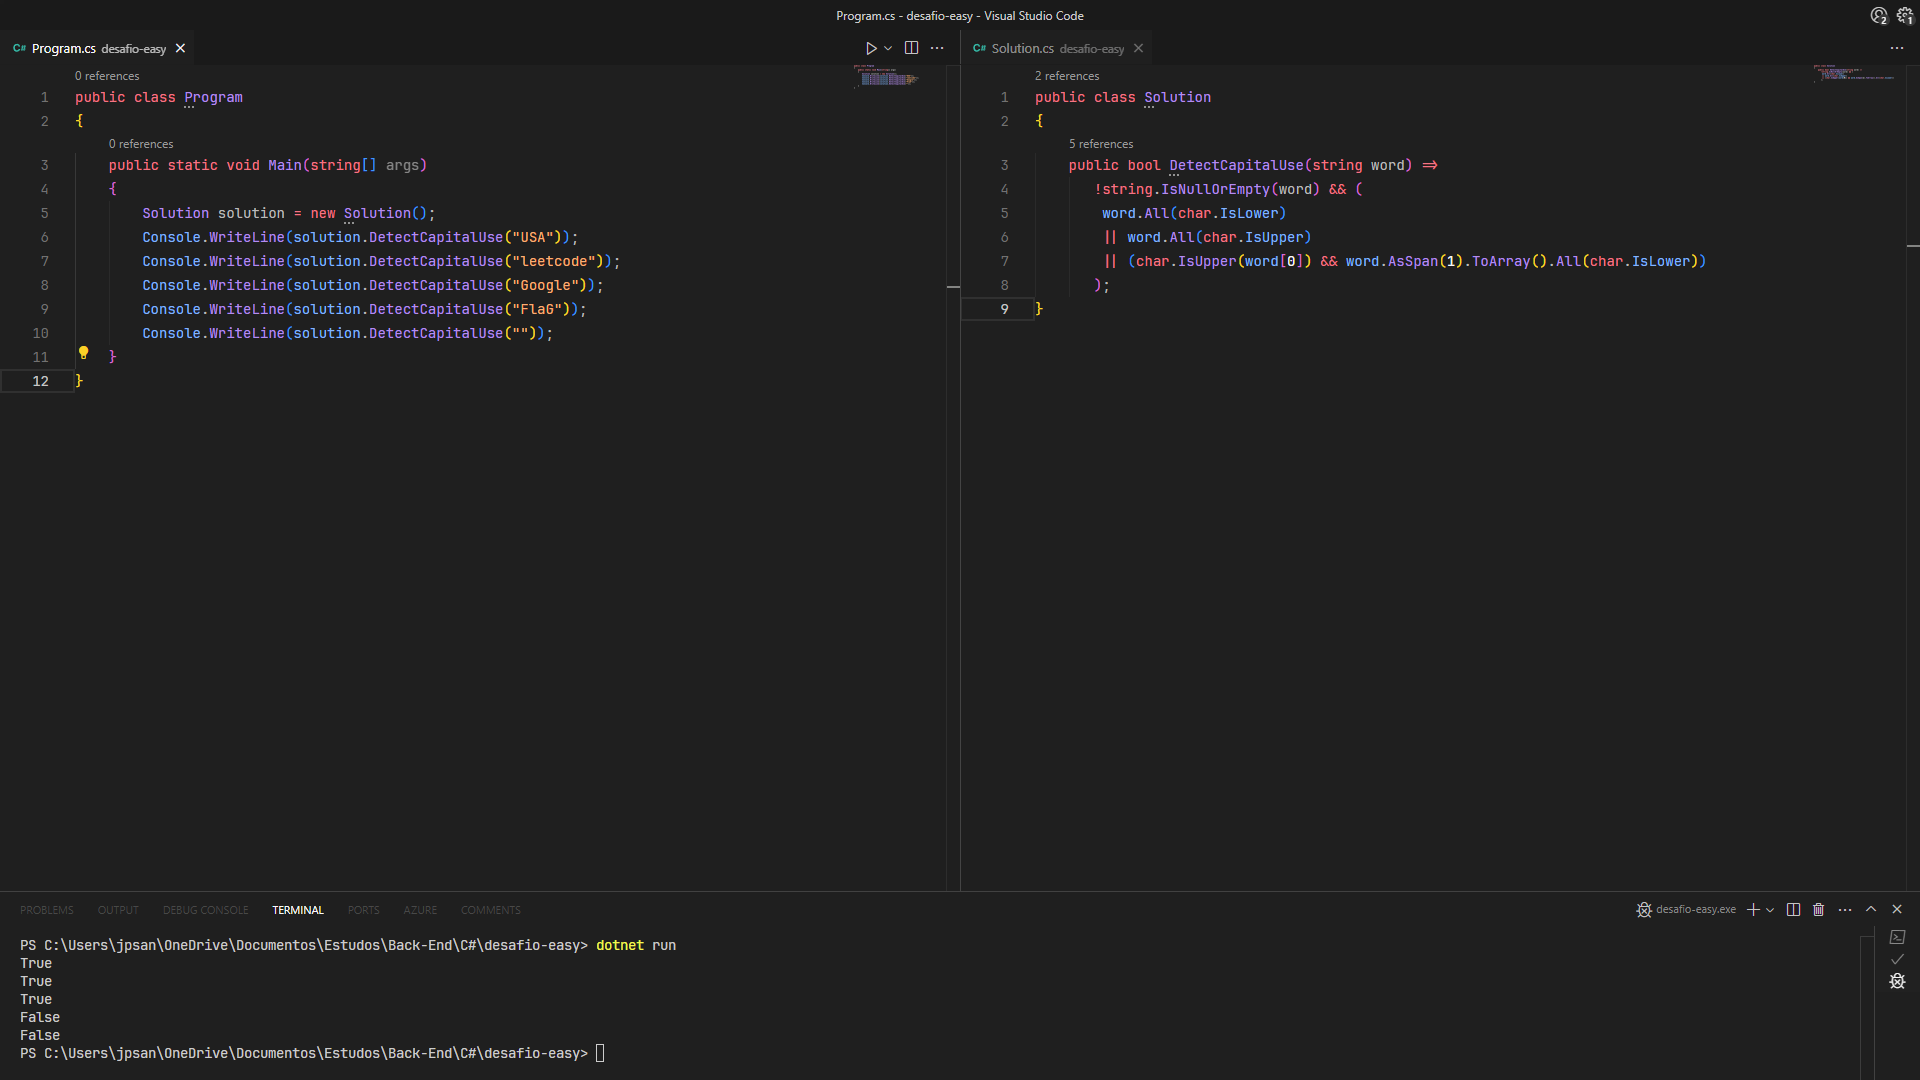 Program.cs - desafio-easy - Visual Studio Code
2
1
C# Program.cs desafio-easy
0 references
1 public class Program
2 {
0 references
3 public static void Main(string[] args)
4 {
5 Solution solution = new Solution();
6 Console.WriteLine(solution.DetectCapitalUse("USA"));
7 Console.WriteLine(solution.DetectCapitalUse("leetcode"));
8 Console.WriteLine(solution.DetectCapitalUse("Google"));
9 Console.WriteLine(solution.DetectCapitalUse("FlaG"));
10 Console.WriteLine(solution.DetectCapitalUse(""));
11 }
12 }
C# Solution.cs desafio-easy
2 references
1 public class Solution
2 {
5 references
3 public bool DetectCapitalUse(string word) =>
4 !string.IsNullOrEmpty(word) && (
5 word.All(char.IsLower)
6 || word.All(char.IsUpper)
7 || (char.IsUpper(word[0]) && word.AsSpan(1).ToArray().All(char.IsLower))
8 );
9 }
PROBLEMS OUTPUT DEBUG CONSOLE TERMINAL PORTS AZURE COMMENTS
desafio-easy.exe
PS C:\Users\jpsan\OneDrive\Documentos\Estudos\Back-End\C#\desafio-easy> dotnet run
True
True
True
False
False
PS C:\Users\jpsan\OneDrive\Documentos\Estudos\Back-End\C#\desafio-easy>